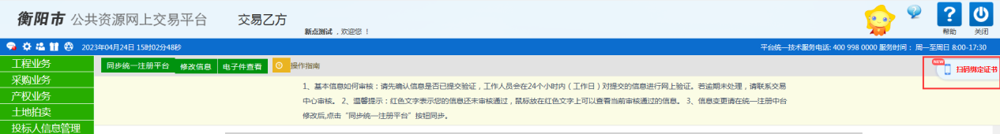 衡阳市 公共资源网上交易平台 交易乙方
新点测试 ，欢迎您 ！
帮助 关闭
2023年04月24日 15时02分48秒
平台统一技术服务电话: 400 998 0000 服务时间： 周一至周日 8:00-17:30
工程业务
采购业务
产权业务
土地拍卖
投标人信息管理
同步统一注册平台 修改信息 电子件查看 操作指南
NEW 扫码绑定证书
1、基本信息如何审核：请先确认信息是否已提交验证，工作人员会在24个小时内（工作日）对提交的信息进行网上验证。若逾期未处理，请联系交易
中心审核。 2、温馨提示：红色文字表示您的信息还未审核通过，鼠标放在红色文字上可以查看当前审核通过的信息。 3、信息变更请在统一注册中台
修改后,点击“同步统一注册平台”按钮同步。